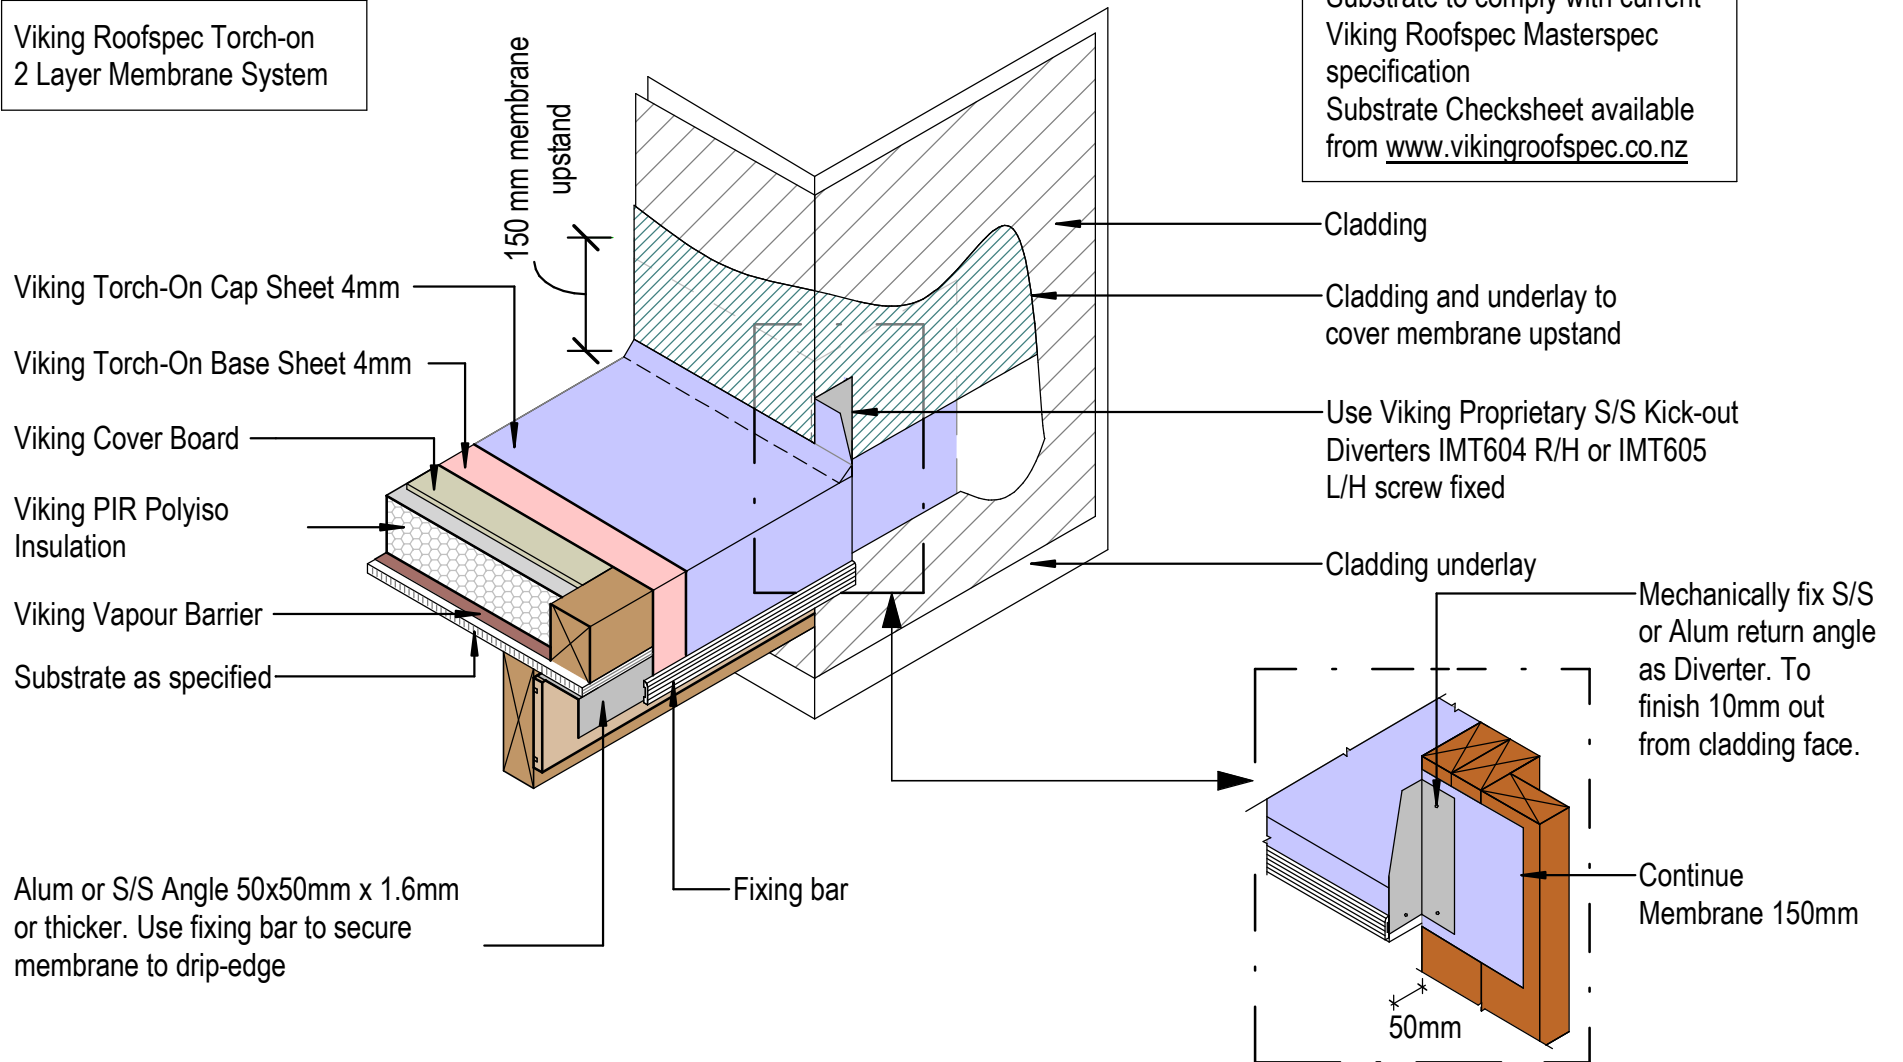 Viking Roofspec Torch-on
2 Layer Membrane System
150 mm membrane
upstand
Substrate to comply with current
Viking Roofspec Masterspec
specification
Substrate Checksheet available
from www.vikingroofspec.co.nz
Viking Torch-On Cap Sheet 4mm
Viking Torch-On Base Sheet 4mm
Viking Cover Board
Viking PIR Polyiso
Insulation
Viking Vapour Barrier
Substrate as specified
Alum or S/S Angle 50x50mm x 1.6mm
or thicker. Use fixing bar to secure
membrane to drip-edge
Fixing bar
Cladding
Cladding and underlay to
cover membrane upstand
Use Viking Proprietary S/S Kick-out
Diverters IMT604 R/H or IMT605
L/H screw fixed
Cladding underlay
Mechanically fix S/S
or Alum return angle
as Diverter. To
finish 10mm out
from cladding face.
Continue
Membrane 150mm
50mm